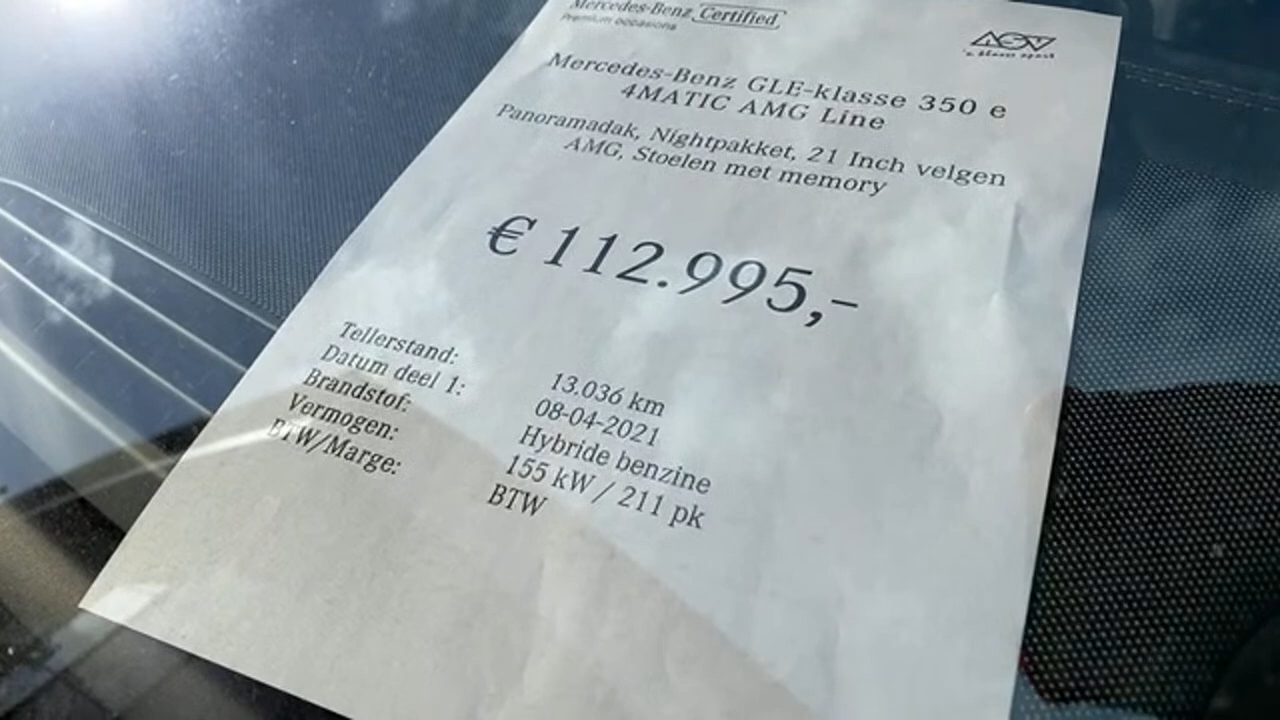 Mercedes-Benz Certified
Premium occasions
Mercedes-Benz GLE-klasse 350 e
4MATIC AMG Line
Panoramadak, Nightpakket, 21 Inch velgen
AMG, Stoelen met memory
€ 112.995,-
Tellerstand: 13.036 km
Datum deel 1: 08-04-2021
Brandstof: Hybride benzine
Vermogen: 155 kW / 211 pk
BTW/Marge: BTW